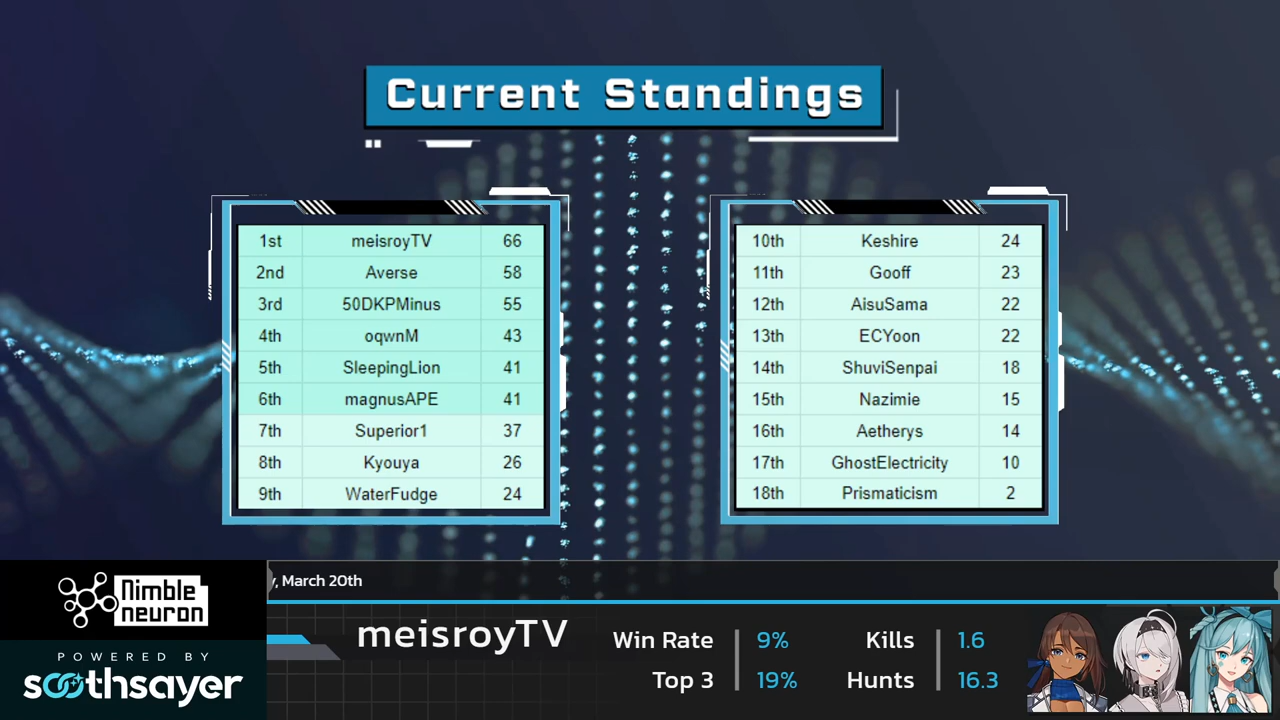 Current Standings
1st meisroyTV 66
2nd Averse 58
3rd 50DKPMinus 55
4th oqwnM 43
5th SleepingLion 41
6th magnusAPE 41
7th Superior1 37
8th Kyouya 26
9th WaterFudge 24
10th Keshire 24
11th Gooff 23
12th AisuSama 22
13th ECYoon 22
14th ShuviSenpai 18
15th Nazimie 15
16th Aetherys 14
17th GhostElectricity 10
18th Prismaticism 2
Nimble
neuron
POWERED BY
soothsayer
, March 20th
meisroyTV
Win Rate 9% Kills 1.6
Top 3 19% Hunts 16.3